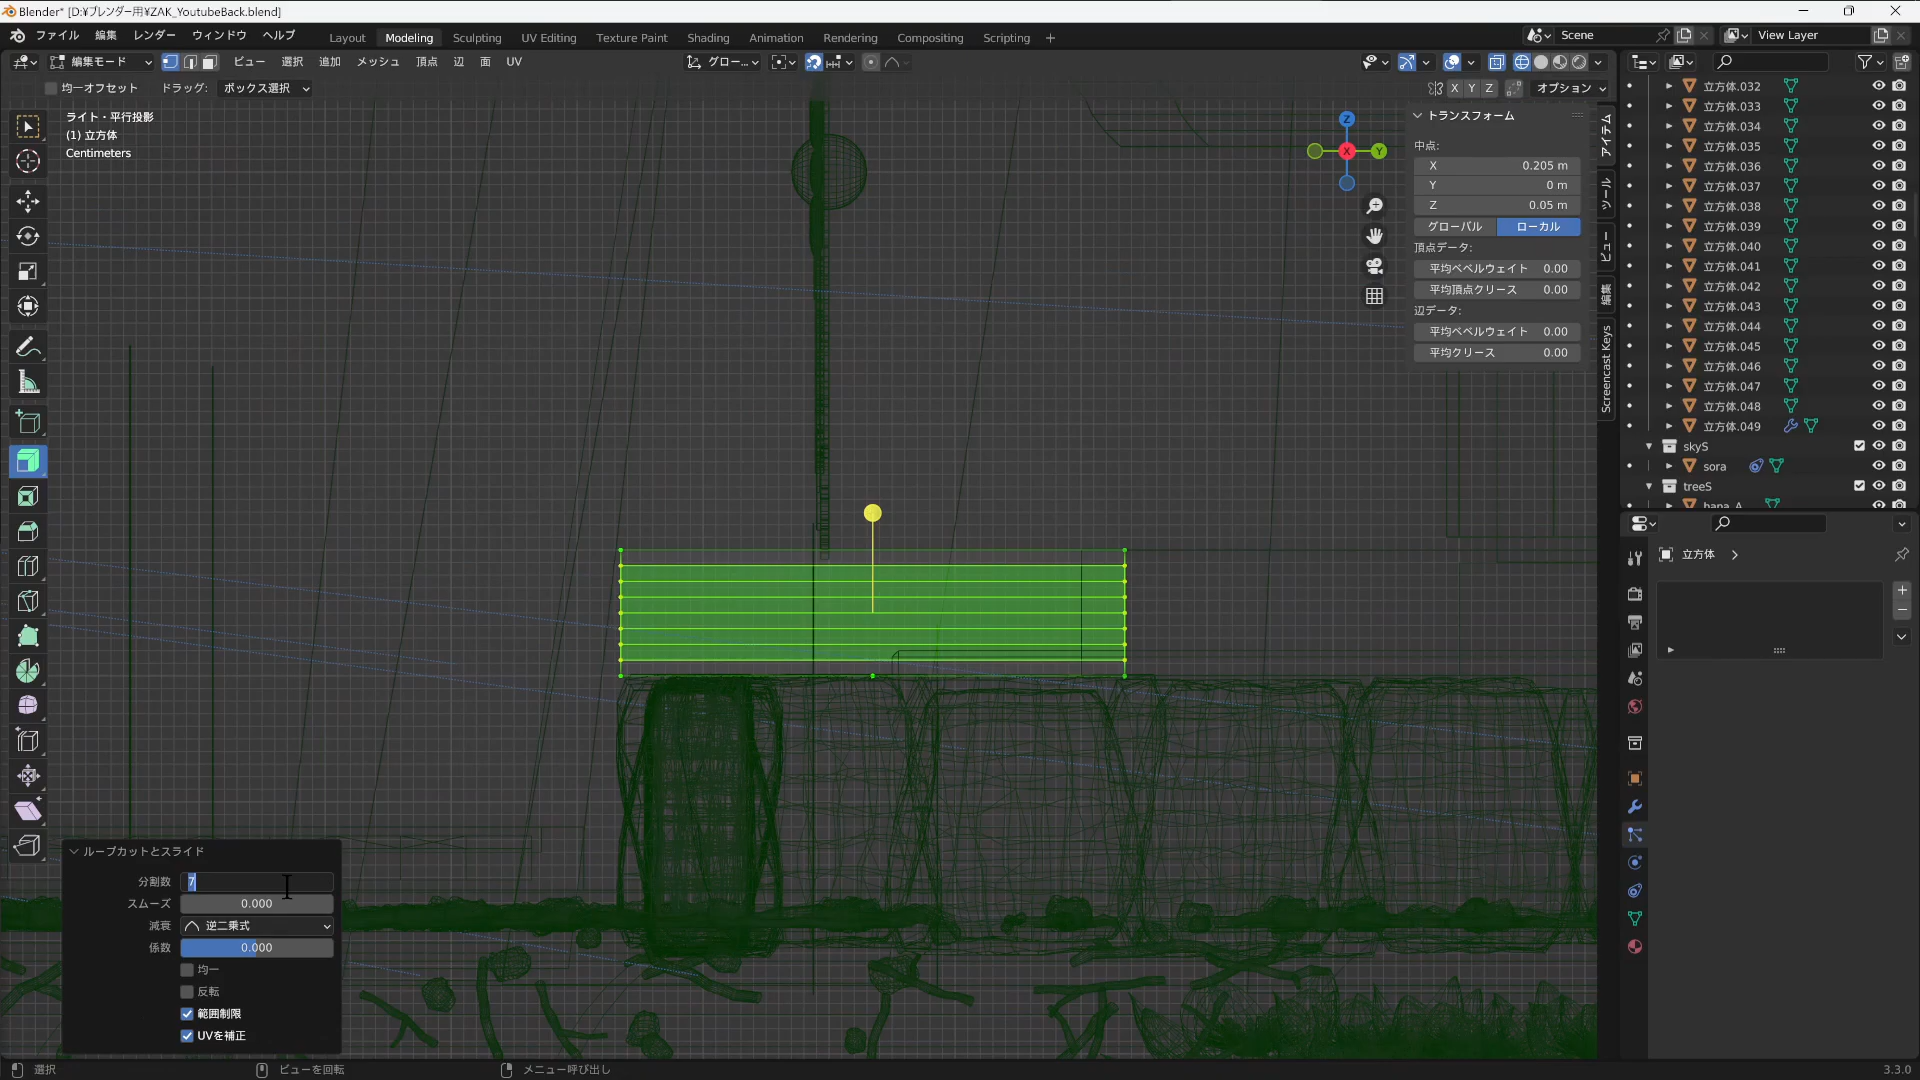 Blender* [D:¥ブレンダー用¥ZAK_YoutubeBack.blend]
ファイル 編集 レンダー ウィンドウ ヘルプ Layout Modeling Sculpting UV Editing Texture Paint Shading Animation Rendering Compositing Scripting + Scene View Layer
編集モード ビュー 選択 追加 メッシュ 頂点 辺 面 UV グロー...
均一オフセット ドラッグ: ボックス選択 X Y Z オプション
ライト・平行投影
(1) 立方体
Centimeters
Z
X
Y
トランスフォーム
中点:
X 0.205 m
Y 0 m
Z 0.05 m
グローバル ローカル
頂点データ:
平均ベベルウェイト 0.00
平均頂点クリース 0.00
辺データ:
平均ベベルウェイト 0.00
平均クリース 0.00
アイテム
ツール
ビュー
編集
Screencast Keys
立方体.032
立方体.033
立方体.034
立方体.035
立方体.036
立方体.037
立方体.038
立方体.039
立方体.040
立方体.041
立方体.042
立方体.043
立方体.044
立方体.045
立方体.046
立方体.047
立方体.048
立方体.049
skyS
sora
treeS
hana_A
立方体
ループカットとスライド
分割数 7
スムーズ 0.000
減衰 逆二乗式
係数 0.000
均一
反転
範囲制限
UVを補正
選択 ビューを回転 メニュー呼び出し 3.3.0